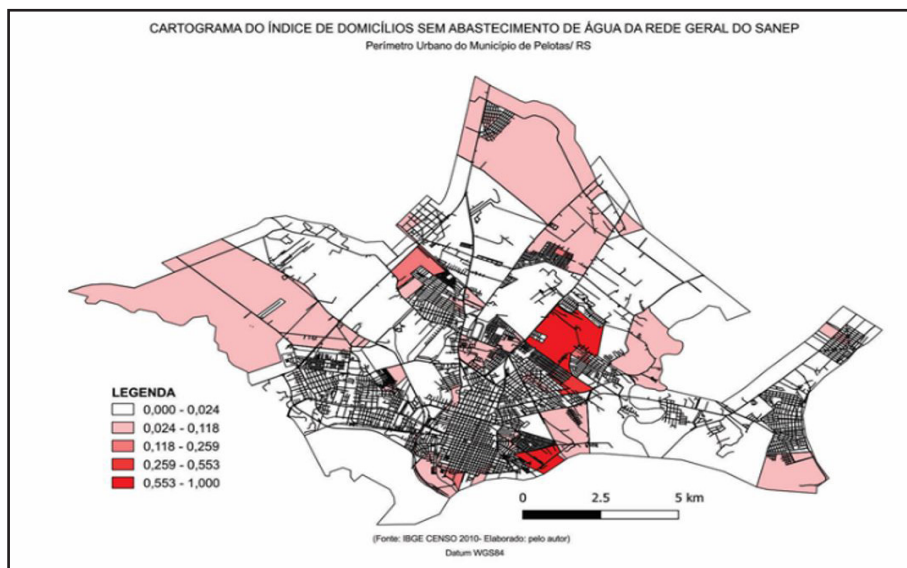 CARTOGRAMA DO ÍNDICE DE DOMICÍLIOS SEM ABASTECIMENTO DE ÁGUA DA REDE GERAL DO SANEP
Perímetro Urbano do Município de Pelotas/ RS
LEGENDA
0,000 - 0,024
0,024 - 0,118
0,118 - 0,259
0,259 - 0,553
0,553 - 1,000
0 2.5 5 km
(Fonte: IBGE CENSO 2010- Elaborado: pelo autor)
Datum WGS84